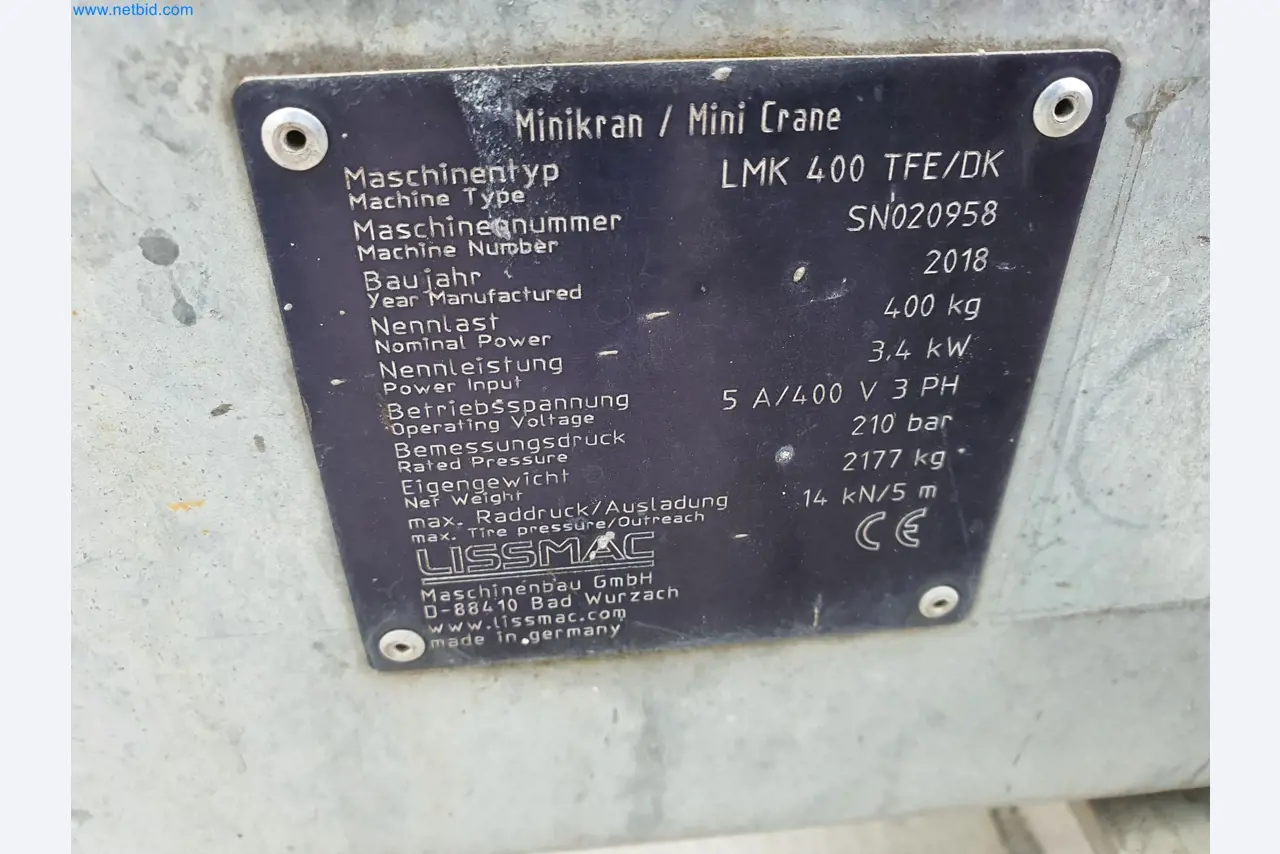 www.netbid.com
Minikran / Mini Crane
Maschinentyp LMK 400 TFE/DK
Machine Type
Maschinennummer SN020958
Machine Number
Baujahr 2018
Year Manufactured
Nennlast 400 kg
Nominal Power
Nennleistung 3,4 kW
Power Input
Betriebsspannung 5 A/400 V 3 PH
Operating Voltage
Bemessungsdruck 210 bar
Rated Pressure
Eigengewicht 2177 kg
Net Weight
max. Raddruck/Ausladung 14 kN/5 m
max. Tire pressure/Outreach
LISSMAC CE
Maschinenbau GmbH
D-88410 Bad Wurzach
www.lissmac.com
made in germany